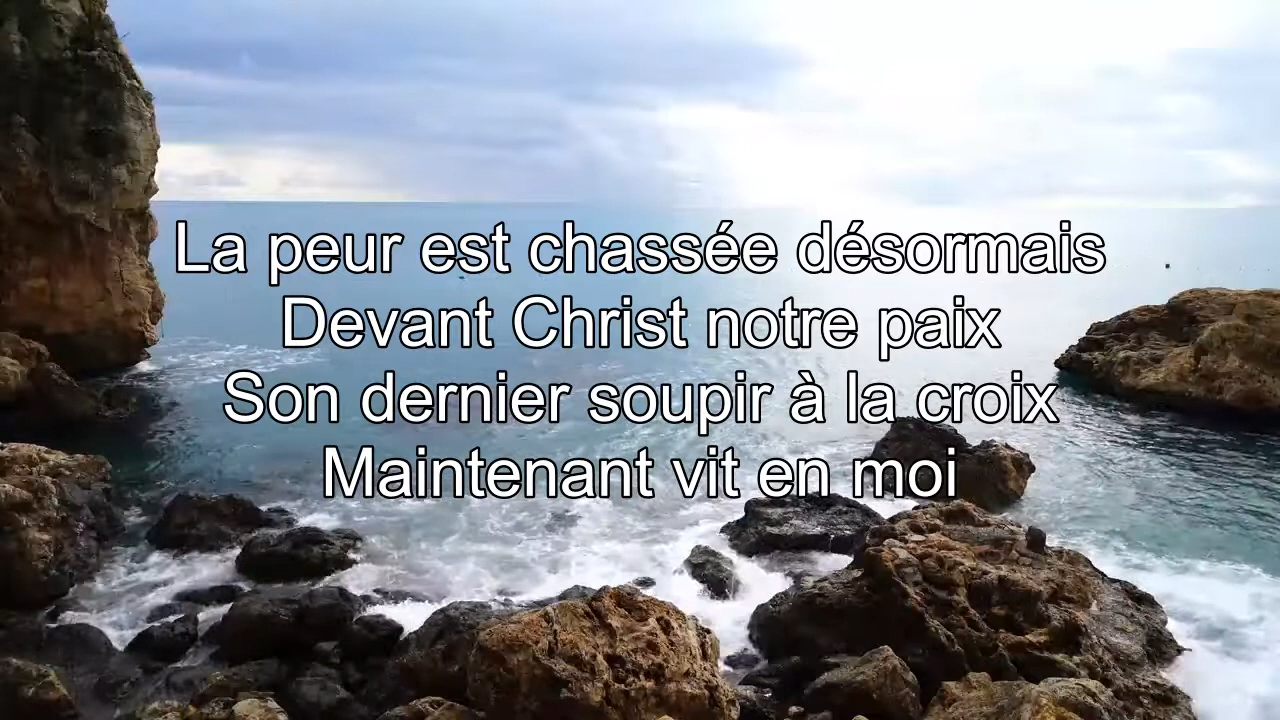 La peur est chassée désormais
Devant Christ notre paix
Son dernier soupir à la croix
Maintenant vit en moi